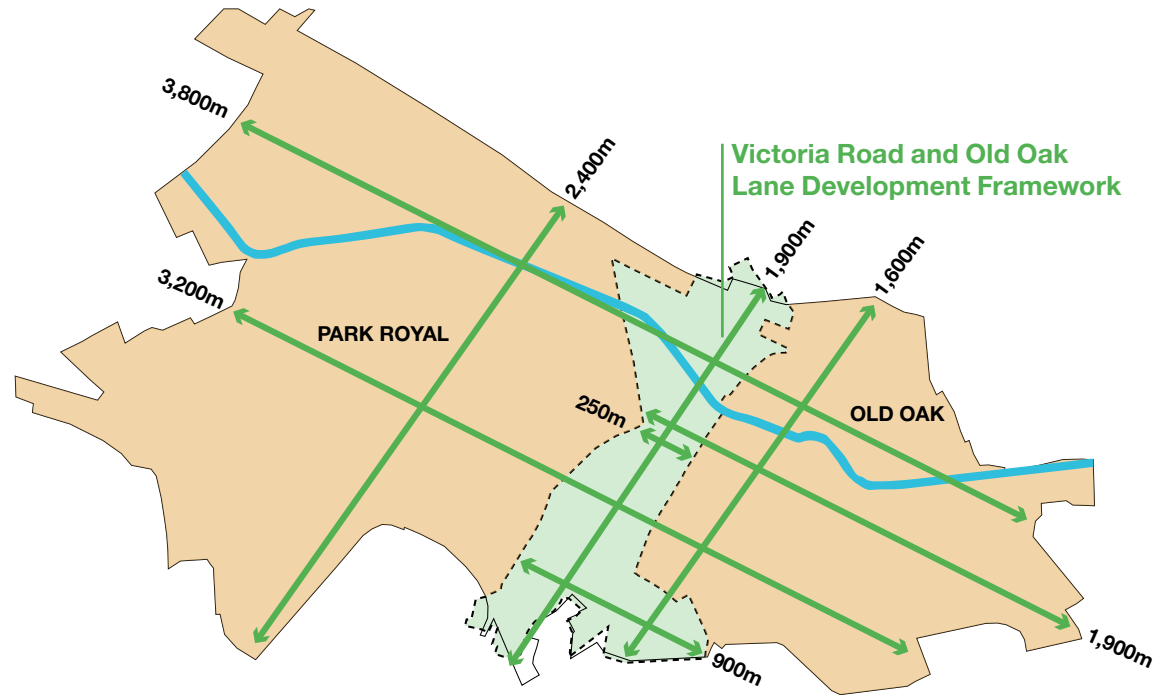 3,800m
2,400m
Victoria Road and Old Oak
Lane Development Framework
1,900m
1,600m
3,200m
PARK ROYAL
250m
OLD OAK
900m
1,900m